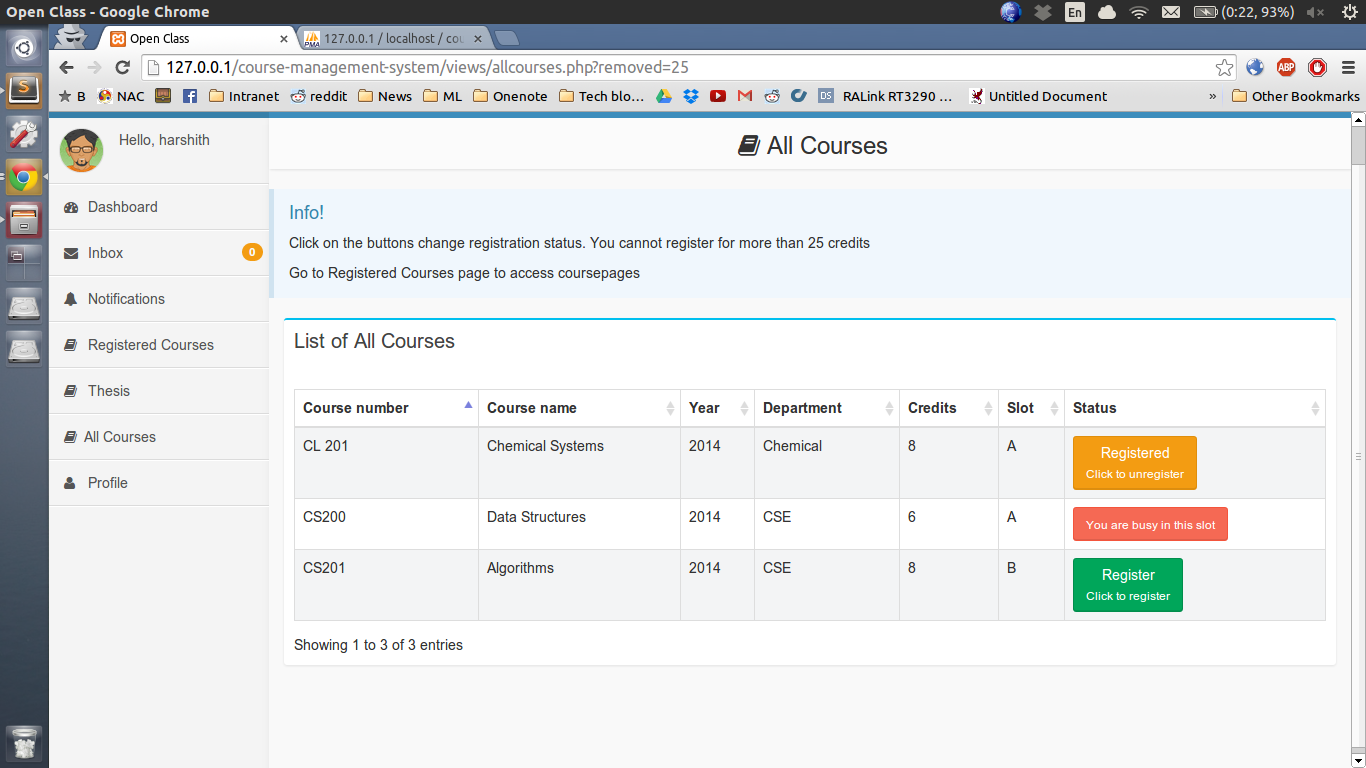 Open Class - Google Chrome
En
(0:22, 93%)
Open Class
PMA
127.0.0.1 / localhost / cou
127.0.0.1/course-management-system/views/allcourses.php?removed=25
ABP
B
NAC
Intranet
reddit
News
ML
Onenote
Tech blo...
DS
RALink RT3290 ...
Untitled Document
»
Other Bookmarks
Hello, harshith
All Courses
Dashboard
Inbox
0
Notifications
Registered Courses
Thesis
All Courses
Profile
Info!
Click on the buttons change registration status. You cannot register for more than 25 credits
Go to Registered Courses page to access coursepages
List of All Courses
Course number Course name Year Department Credits Slot Status
CL 201 Chemical Systems 2014 Chemical 8 A Registered
Click to unregister
CS200 Data Structures 2014 CSE 6 A You are busy in this slot
CS201 Algorithms 2014 CSE 8 B Register
Click to register
Showing 1 to 3 of 3 entries